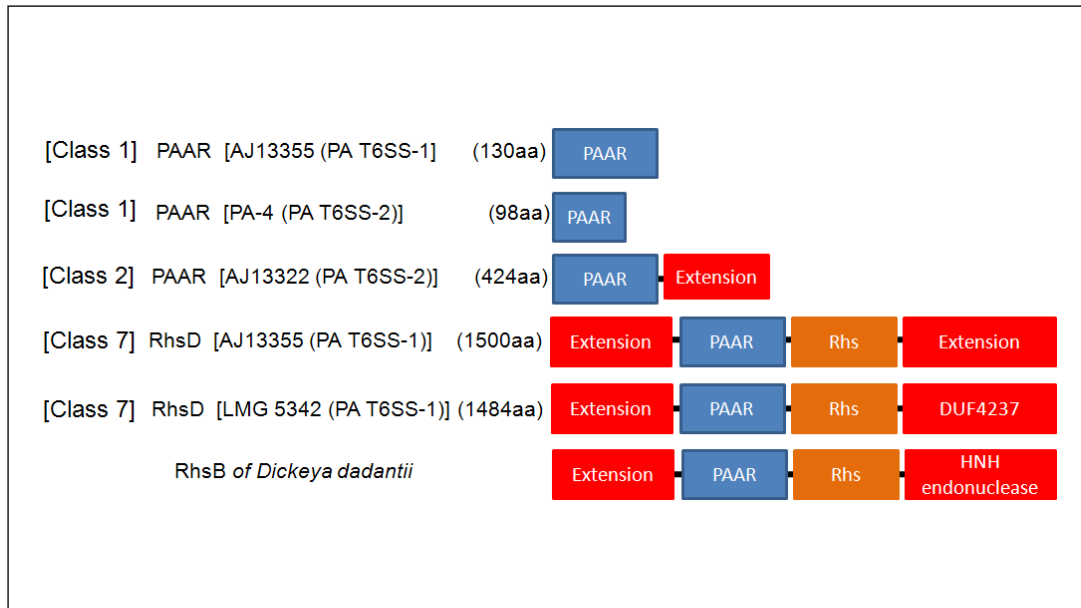 [Class 1] PAAR [AJ13355 (PA T6SS-1] (130aa) PAAR
[Class 1] PAAR [PA-4 (PA T6SS-2)] (98aa) PAAR
[Class 2] PAAR [AJ13322 (PA T6SS-2)] (424aa) PAAR Extension
[Class 7] RhsD [AJ13355 (PA T6SS-1)] (1500aa) Extension PAAR Rhs Extension
[Class 7] RhsD [LMG 5342 (PA T6SS-1)] (1484aa) Extension PAAR Rhs DUF4237
RhsB of Dickeya dadantii Extension PAAR Rhs HNH
endonuclease